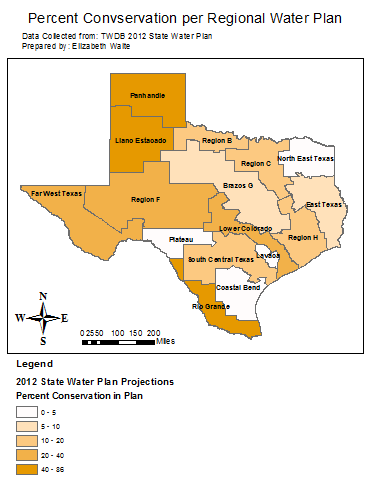 Percent Convservation per Regional Water Plan
Data Collected from: TWDB 2012 State Water Plan
Prepared by: Elizabeth Waite
Panhandle
Llano Estacado
Region B
North East Texas
Region C
Brazos G
Far West Texas
Region F
East Texas
Lower Colorado
Region H
Plateau
Lavaca
South Central Texas
Coastal Bend
Rio Grande
N
W E
S
0 25 50 100 150 200
Miles
Legend
2012 State Water Plan Projections
Percent Conservation in Plan
0 - 5
5 - 10
10 - 20
20 - 40
40 - 86